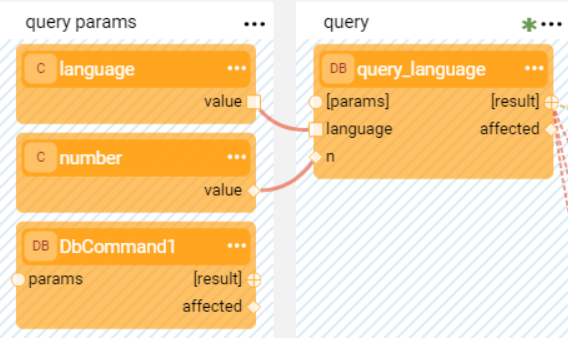 query params •••
C language •••
value
C number •••
value
DB DbCommand1 •••
params [result]
affected
query * •••
DB query_language •••
[params] [result]
language affected
n